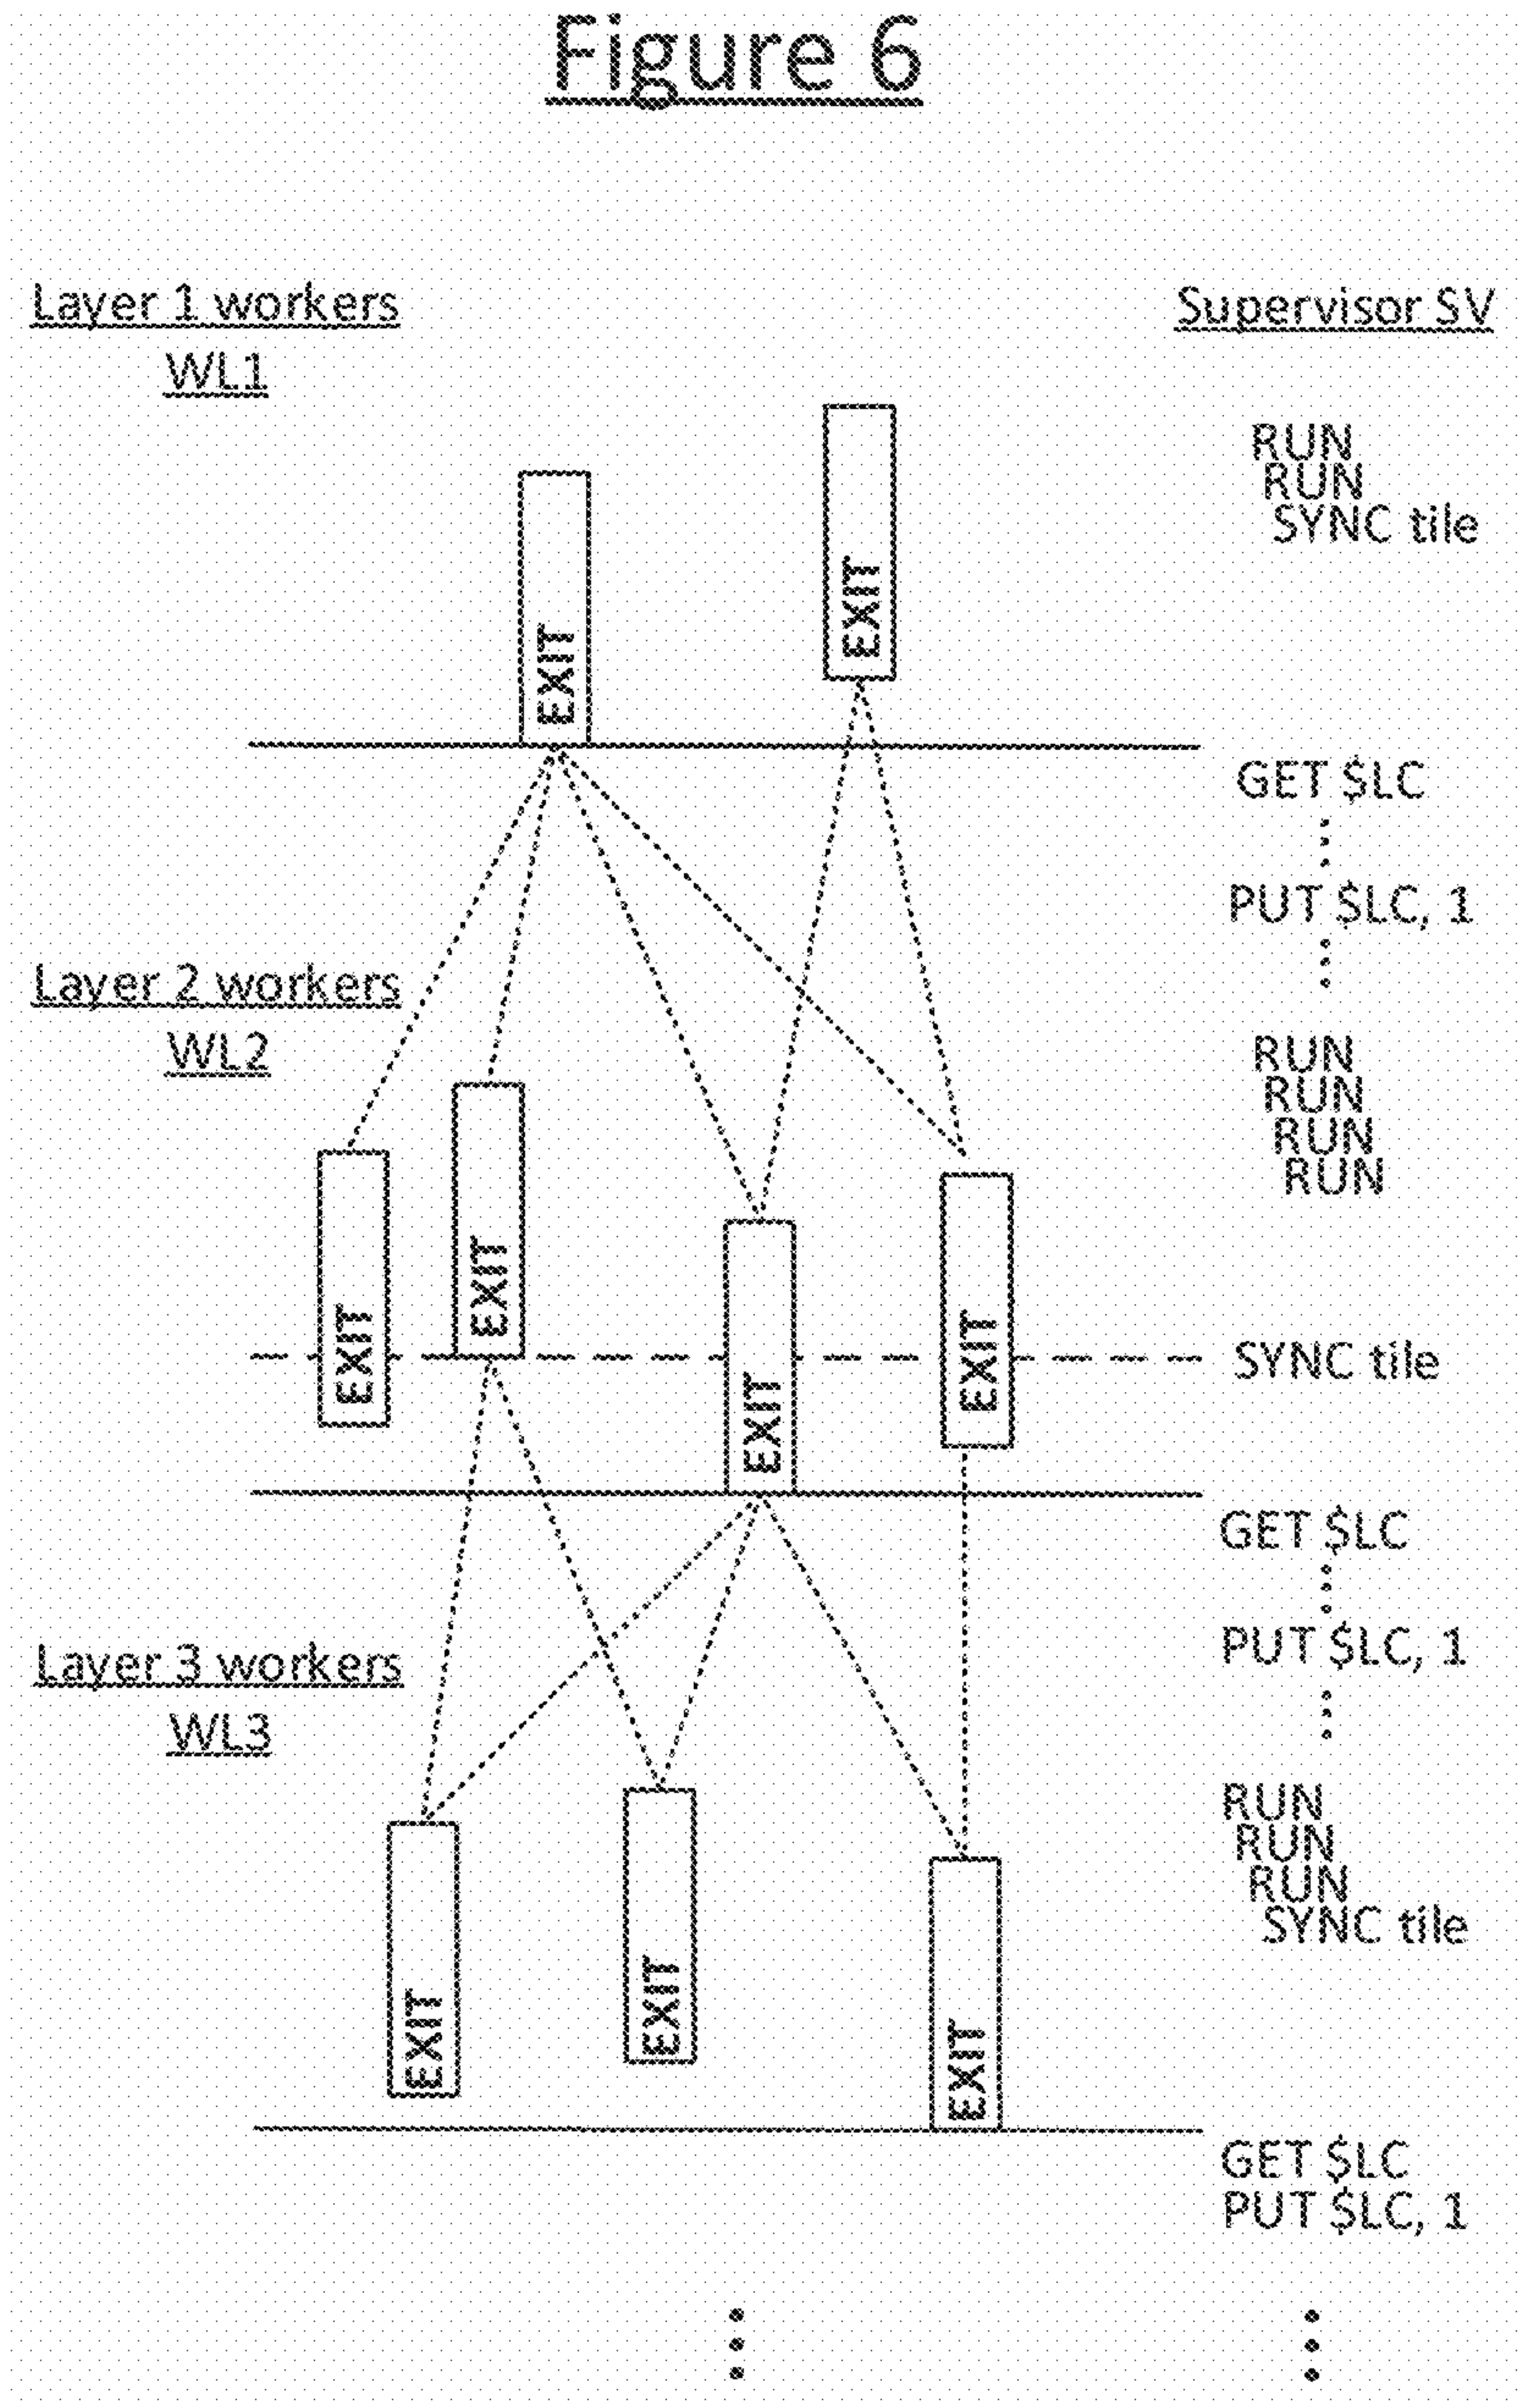 Figure 6
Layer 1 workers
WL1
Supervisor SV
RUN
RUN
SYNC tile
EXIT
EXIT
GET $LC
PUT $LC, 1
Layer 2 workers
WL2
RUN
RUN
RUN
RUN
EXIT
EXIT
EXIT
EXIT
SYNC tile
GET $LC
PUT $LC, 1
Layer 3 workers
WL3
RUN
RUN
RUN
SYNC tile
EXIT
EXIT
EXIT
GET $LC
PUT $LC, 1